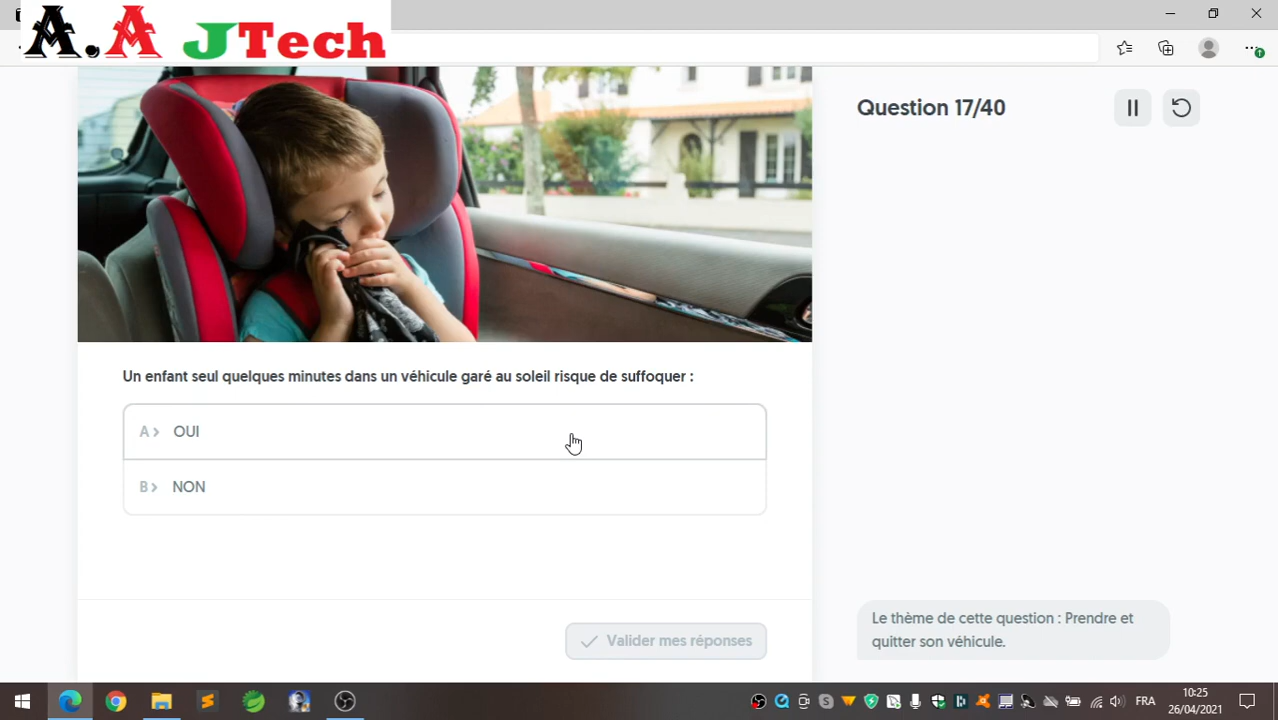 A.A JTech
Question 17/40
Un enfant seul quelques minutes dans un véhicule garé au soleil risque de suffoquer :
A> OUI
B> NON
Valider mes réponses
Le thème de cette question : Prendre et
quitter son véhicule.
FRA
10:25
26/04/2021